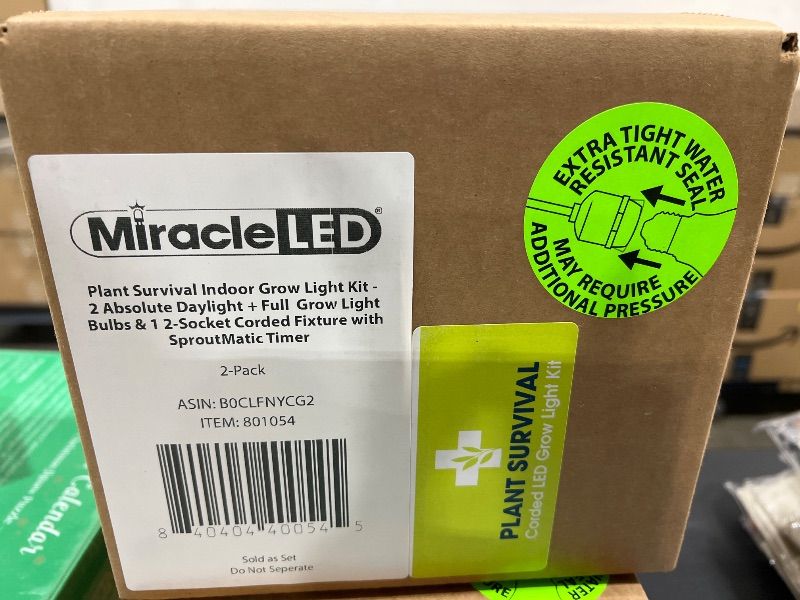 MiracleLED®
Plant Survival Indoor Grow Light Kit -
2 Absolute Daylight + Full Grow Light
Bulbs & 1 2-Socket Corded Fixture with
SproutMatic Timer
2-Pack
ASIN: B0CLFNYCG2
ITEM: 801054
8 40404 40054 5
Sold as Set
Do Not Seperate
EXTRA TIGHT WATER
RESISTANT SEAL
MAY REQUIRE
ADDITIONAL PRESSURE
PLANT SURVIVAL
Corded LED Grow Light Kit
Calendar